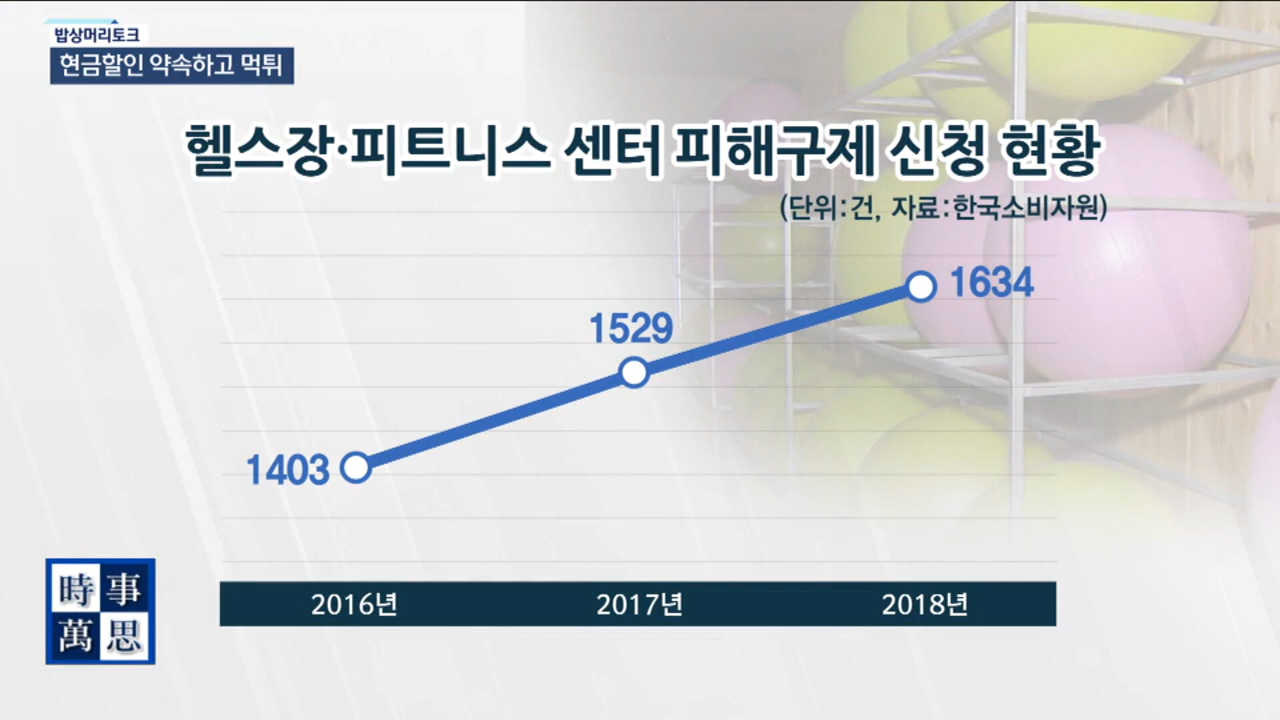 밥상머리토크
현금할인 약속하고 먹튀
헬스장·피트니스 센터 피해구제 신청 현황
(단위:건, 자료:한국소비자원)
1634
1529
1403
2016년 2017년 2018년
時事
萬思